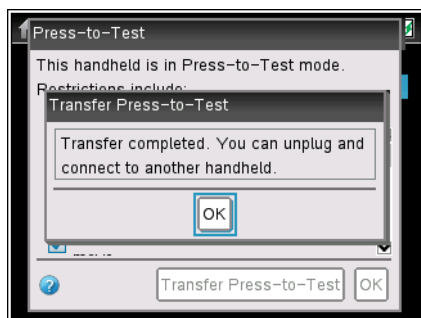 Press-to-Test
This handheld is in Press-to-Test mode.
Restrictions include:
Transfer Press-to-Test
Transfer completed. You can unplug and
connect to another handheld.
OK
Transfer Press-to-Test OK